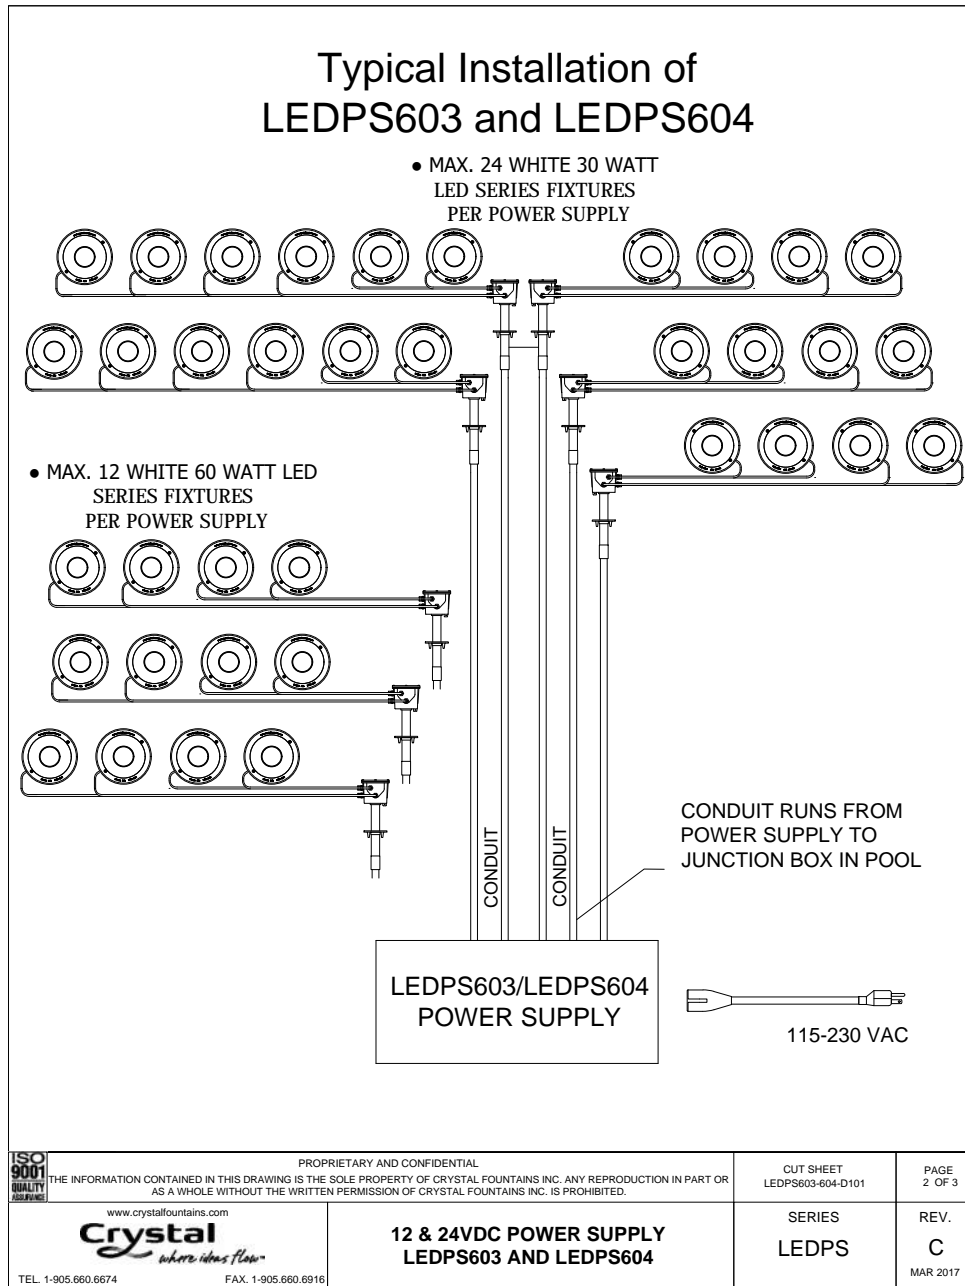 Typical Installation of
LEDPS603 and LEDPS604
● MAX. 24 WHITE 30 WATT
LED SERIES FIXTURES
PER POWER SUPPLY
● MAX. 12 WHITE 60 WATT LED
SERIES FIXTURES
PER POWER SUPPLY
CONDUIT
CONDUIT
CONDUIT RUNS FROM
POWER SUPPLY TO
JUNCTION BOX IN POOL
LEDPS603/LEDPS604
POWER SUPPLY
115-230 VAC
ISO
9001
QUALITY
ASSURANCE
PROPRIETARY AND CONFIDENTIAL
THE INFORMATION CONTAINED IN THIS DRAWING IS THE SOLE PROPERTY OF CRYSTAL FOUNTAINS INC. ANY REPRODUCTION IN PART OR
AS A WHOLE WITHOUT THE WRITTEN PERMISSION OF CRYSTAL FOUNTAINS INC. IS PROHIBITED.
CUT SHEET
LEDPS603-604-D101
PAGE
2 OF 3
www.crystalfountains.com
Crystal
where ideas flow™
TEL. 1-905.660.6674 FAX. 1-905.660.6916
12 & 24VDC POWER SUPPLY
LEDPS603 AND LEDPS604
SERIES
LEDPS
REV.
C
MAR 2017